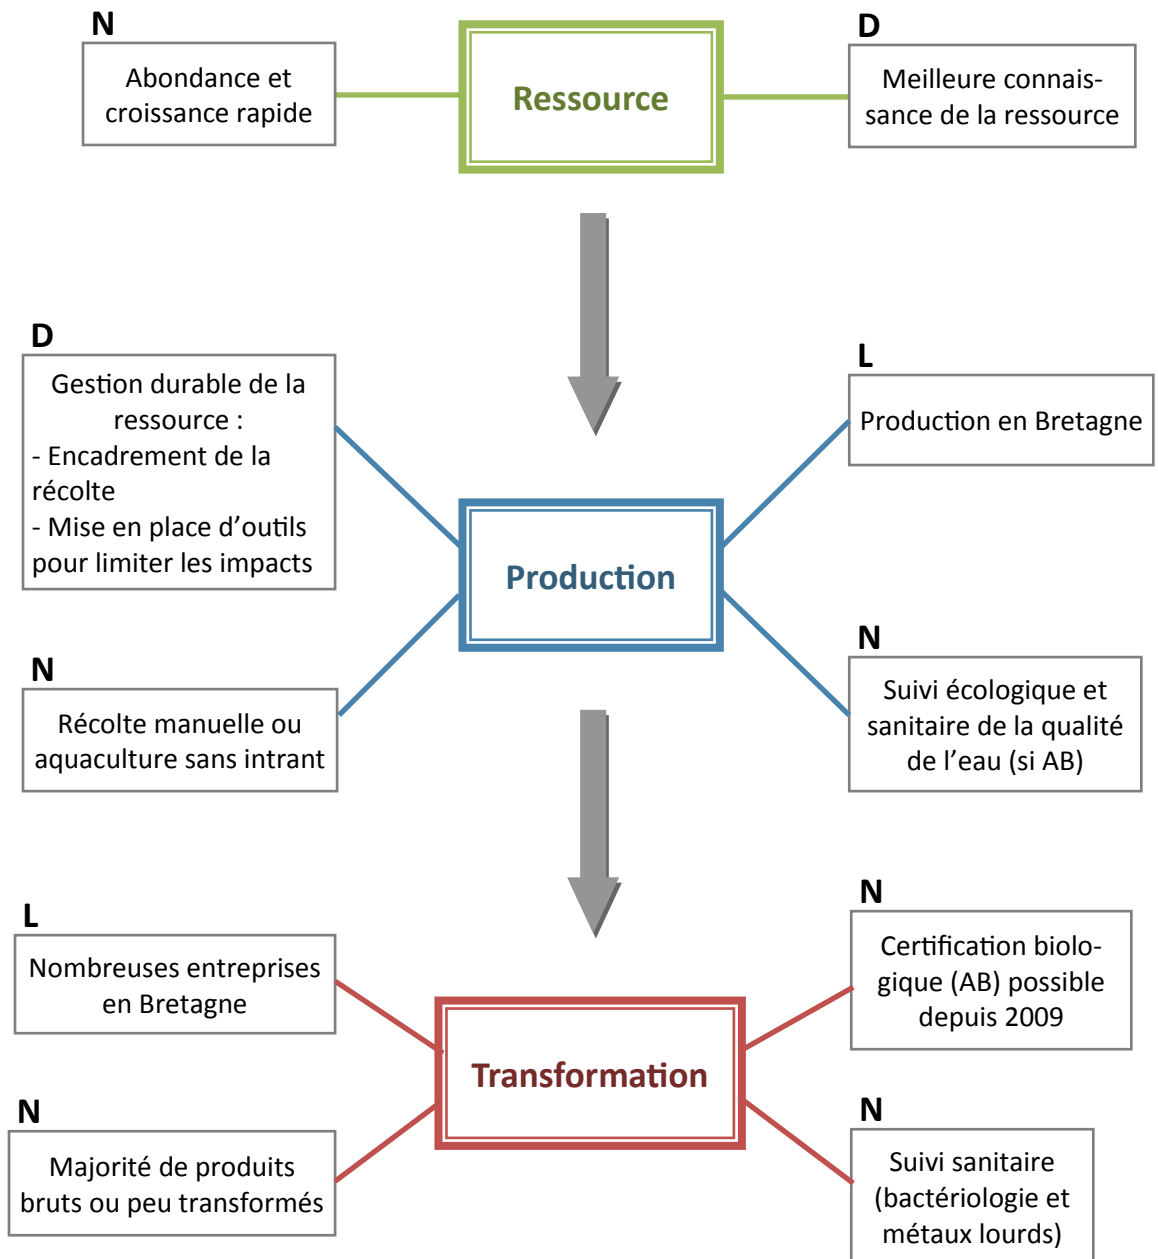 N
Abondance et
croissance rapide
Ressource
D
Meilleure connais-
sance de la ressource
D
Gestion durable de la
ressource :
- Encadrement de la
récolte
- Mise en place d’outils
pour limiter les impacts
L
Production en Bretagne
Production
N
Récolte manuelle ou
aquaculture sans intrant
N
Suivi écologique et
sanitaire de la qualité
de l’eau (si AB)
L
Nombreuses entreprises
en Bretagne
N
Certification biolo-
gique (AB) possible
depuis 2009
Transformation
N
Majorité de produits
bruts ou peu transformés
N
Suivi sanitaire
(bactériologie et
métaux lourds)